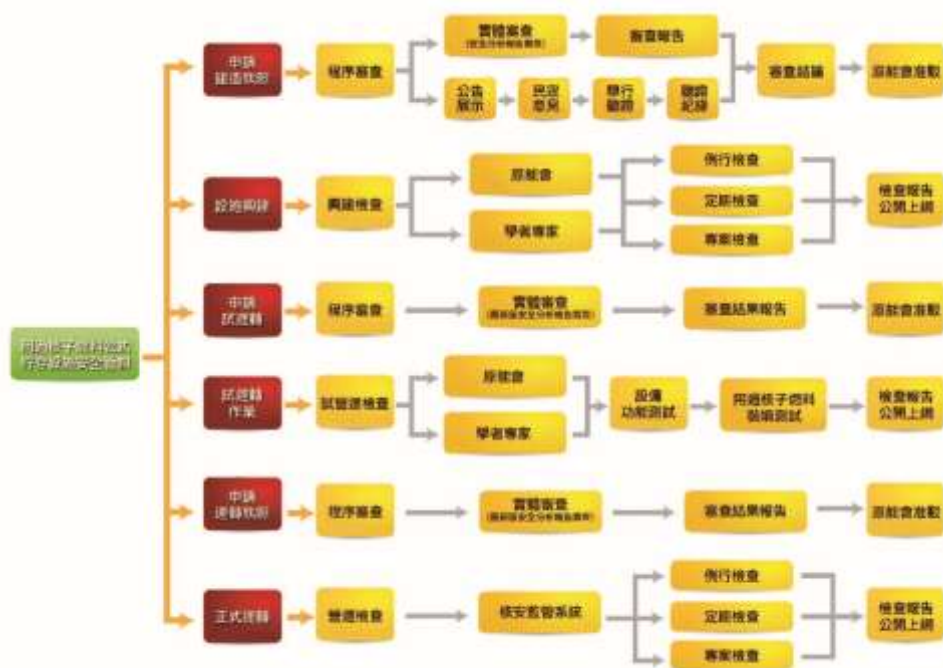 申請
建造執照
程序審查
實體審查
(安全分析報告書等)
審查報告
公告
展示
民眾
意見
舉行
聽證
聽證
紀錄
審查結論
原能會准駁
設施興建
興建檢查
原能會
學者專家
例行檢查
定期檢查
專案檢查
檢查報告
公開上網
申請
試運轉
程序審查
實體審查
審查結果報告
原能會准駁
用過核子燃料乾式
貯存設施安全管制
試運轉
作業
試營運檢查
原能會
學者專家
設備
功能測試
用過核子燃料
裝填測試
檢查報告
公開上網
申請
運轉執照
程序審查
實體審查
審查結果報告
原能會准駁
正式運轉
營運檢查
核安監管系統
例行檢查
定期檢查
專案檢查
檢查報告
公開上網